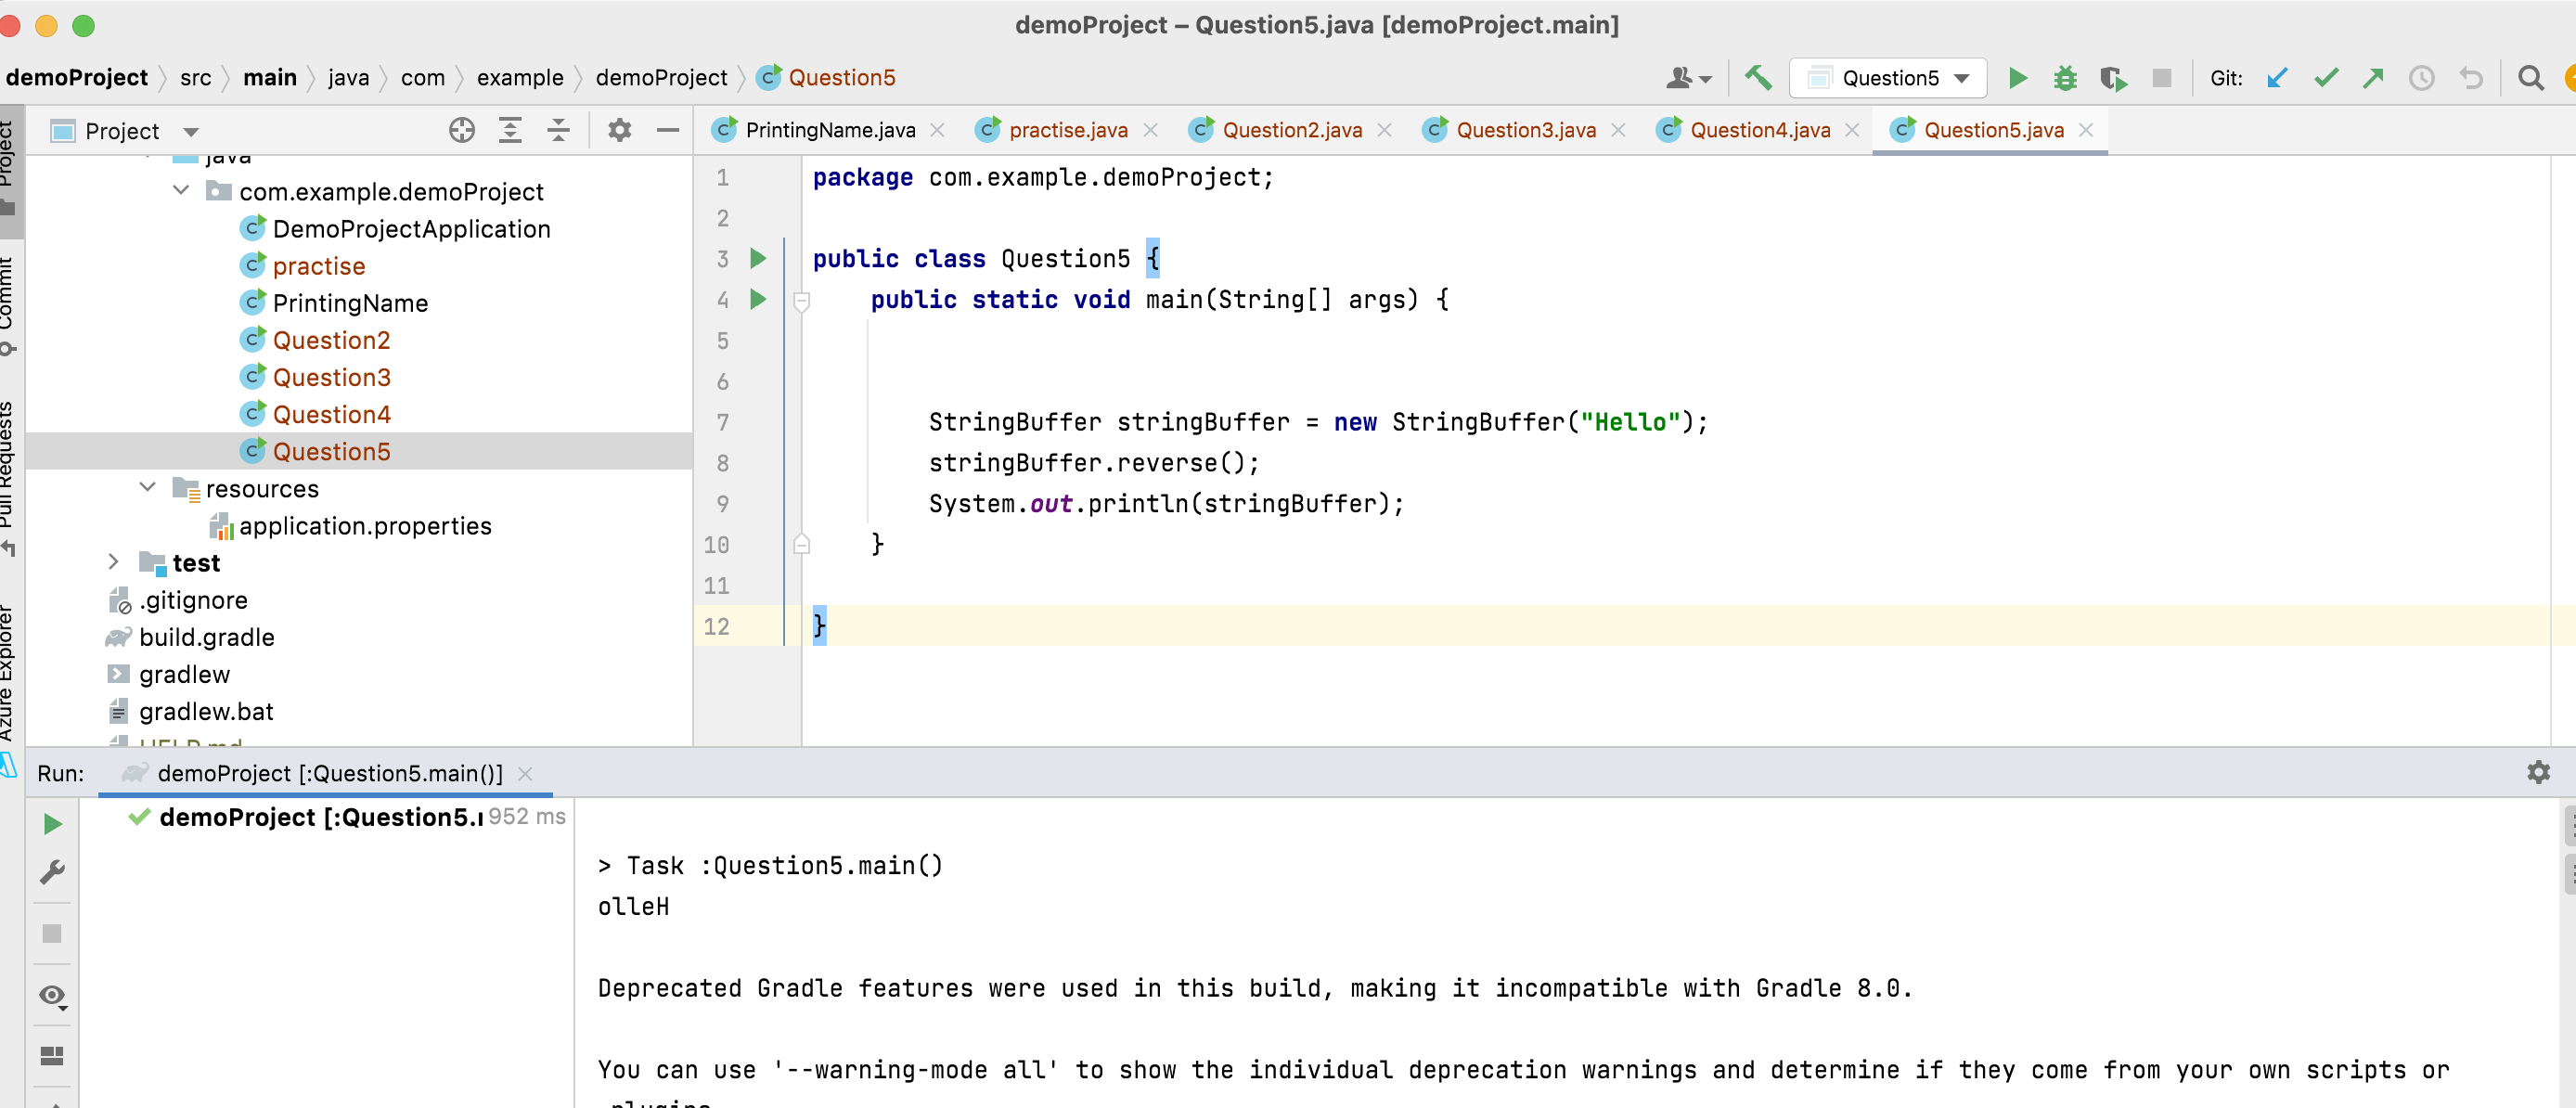 demoProject – Question5.java [demoProject.main]
demoProject src main java com example demoProject Question5
Question5 Git:
Project
PrintingName.java practise.java Question2.java Question3.java Question4.java Question5.java
Project
Commit
Pull Requests
Azure Explorer
java
com.example.demoProject
DemoProjectApplication
practise
PrintingName
Question2
Question3
Question4
Question5
resources
application.properties
test
.gitignore
build.gradle
gradlew
gradlew.bat
HELP.md
1 package com.example.demoProject;
2
3 public class Question5 {
4 public static void main(String[] args) {
5
6
7 StringBuffer stringBuffer = new StringBuffer("Hello");
8 stringBuffer.reverse();
9 System.out.println(stringBuffer);
10 }
11
12 }
Run: demoProject [:Question5.main()]
demoProject [:Question5.r 952 ms
> Task :Question5.main()
olleH
Deprecated Gradle features were used in this build, making it incompatible with Gradle 8.0.
You can use '--warning-mode all' to show the individual deprecation warnings and determine if they come from your own scripts or
plugins